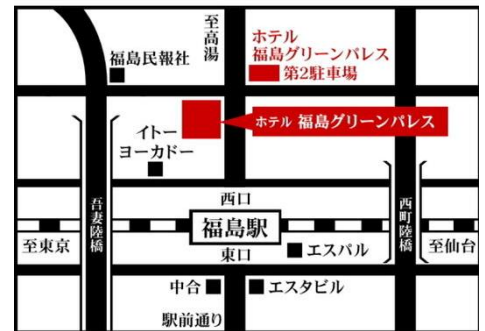 至高湯
ホテル
福島グリーンパレス
第2駐車場
福島民報社
ホテル 福島グリーンパレス
イトー
ヨーカドー
吾妻陸橋
西口
西町陸橋
福島駅
至東京
東口
エスパル
至仙台
中合
エスタビル
駅前通り